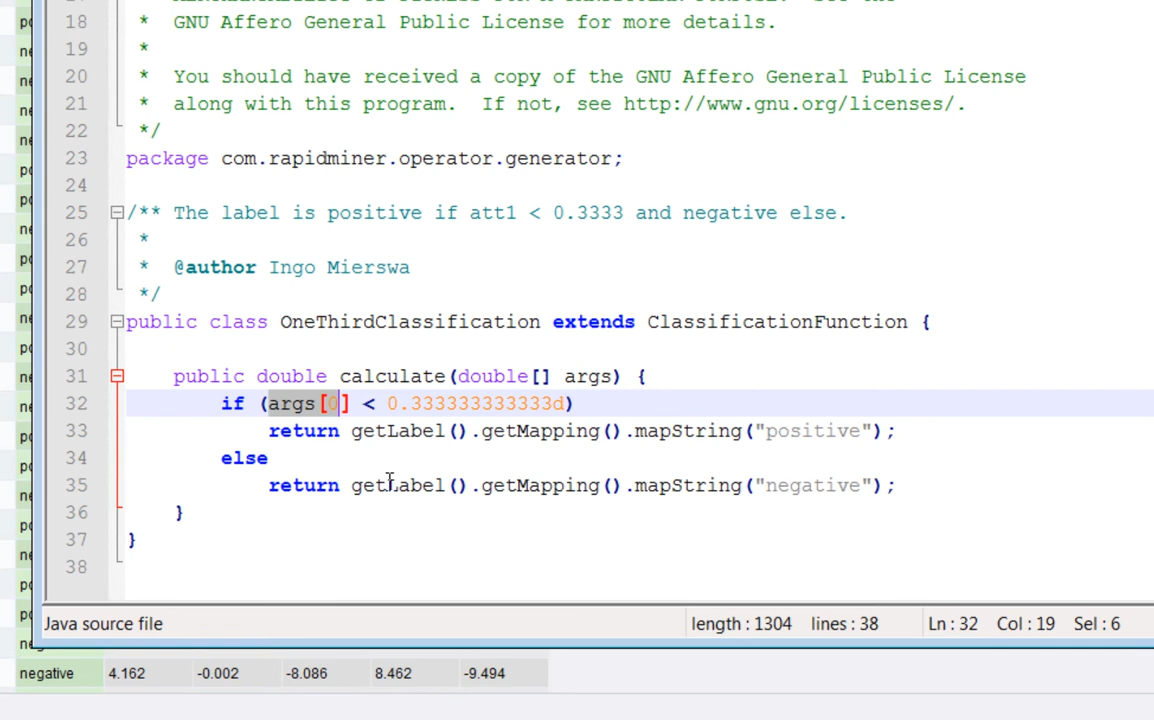 18 * GNU Affero General Public License for more details.
19 *
20 * You should have received a copy of the GNU Affero General Public License
21 * along with this program.  If not, see http://www.gnu.org/licenses/.
22 */
23 package com.rapidminer.operator.generator;
24
25 /** The label is positive if att1 < 0.3333 and negative else.
26 *
27 * @author Ingo Mierswa
28 */
29 public class OneThirdClassification extends ClassificationFunction {
30
31 public double calculate(double[] args) {
32 if (args[0] < 0.333333333333d)
33 return getLabel().getMapping().mapString("positive");
34 else
35 return getLabel().getMapping().mapString("negative");
36 }
37 }
38
Java source file length : 1304 lines : 38 Ln : 32 Col : 19 Sel : 6
negative 4.162 -0.002 -8.086 8.462 -9.494